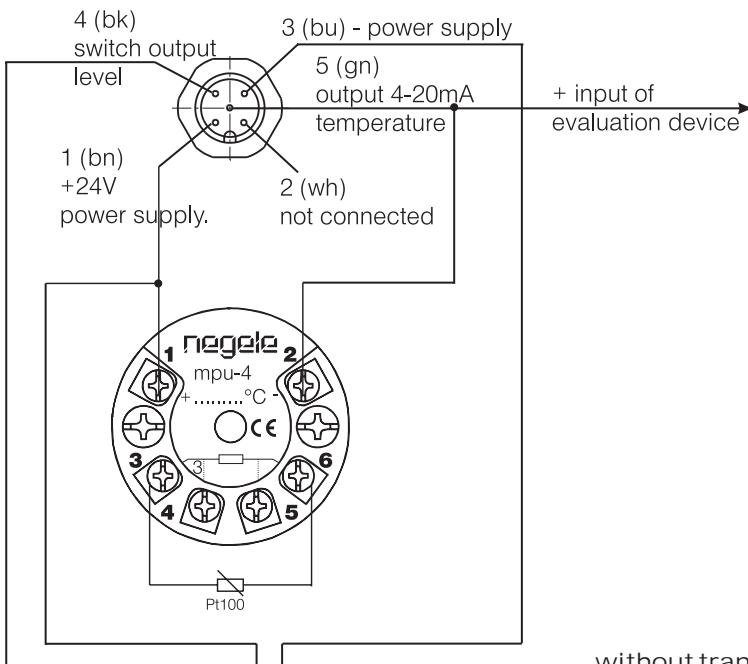 4 (bk)
switch output
level
3 (bu) - power supply
5 (gn)
output 4-20mA
temperature
+ input of
evaluation device
1 (bn)
+24V
power supply.
2 (wh)
not connected
negele
1
2
mpu-4
+ ......... °C -
CE
3
3
6
4
5
Pt100
without tran